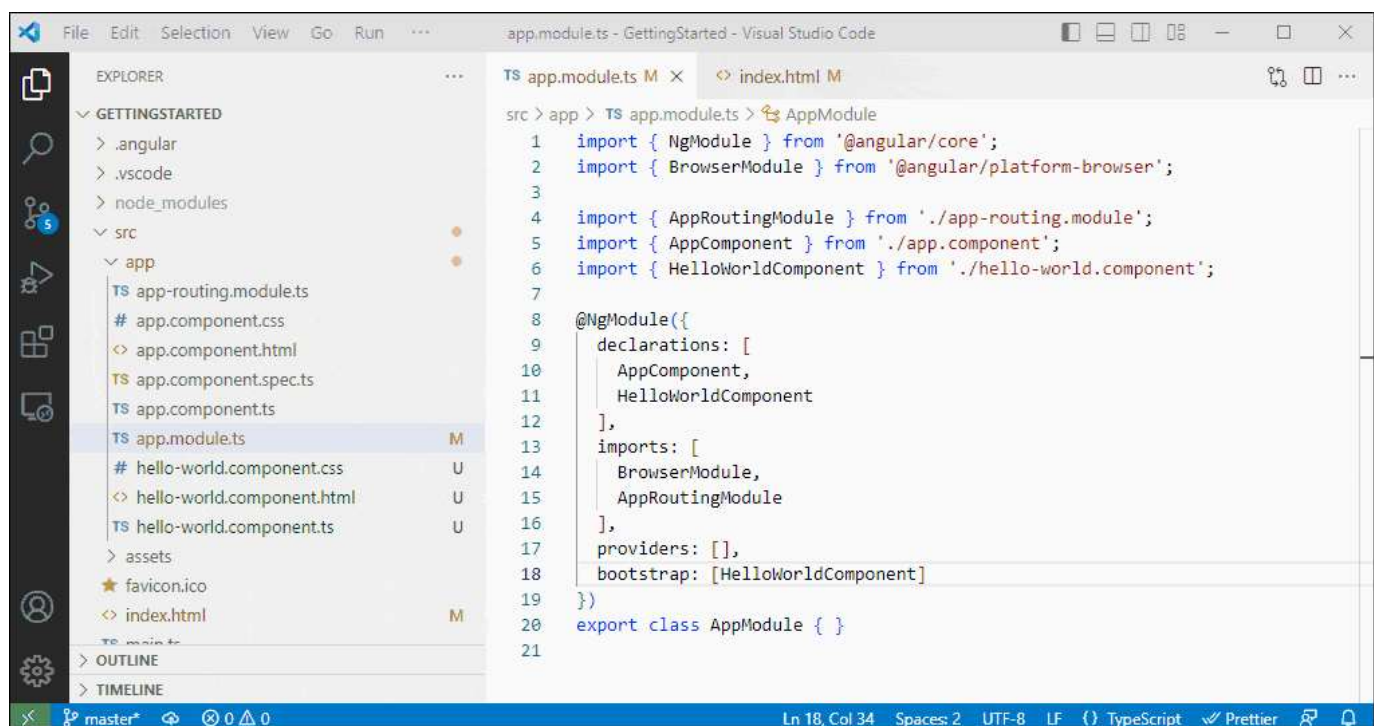 File Edit Selection View Go Run ··· app.module.ts - GettingStarted - Visual Studio Code
EXPLORER ···
GETTINGSTARTED
> .angular
> .vscode
> node_modules
src
app
TS app-routing.module.ts
# app.component.css
<> app.component.html
TS app.component.spec.ts
TS app.component.ts
TS app.module.ts M
# hello-world.component.css U
<> hello-world.component.html U
TS hello-world.component.ts U
> assets
favicon.ico
<> index.html M
TS main.ts
> OUTLINE
> TIMELINE
5
TS app.module.ts M × <> index.html M ···
src > app > TS app.module.ts > AppModule
1 import { NgModule } from '@angular/core';
2 import { BrowserModule } from '@angular/platform-browser';
3
4 import { AppRoutingModule } from './app-routing.module';
5 import { AppComponent } from './app.component';
6 import { HelloWorldComponent } from './hello-world.component';
7
8 @NgModule({
9 declarations: [
10 AppComponent,
11 HelloWorldComponent
12 ],
13 imports: [
14 BrowserModule,
15 AppRoutingModule
16 ],
17 providers: [],
18 bootstrap: [HelloWorldComponent]
19 })
20 export class AppModule { }
21
master* 0 0 Ln 18, Col 34 Spaces: 2 UTF-8 LF {} TypeScript Prettier